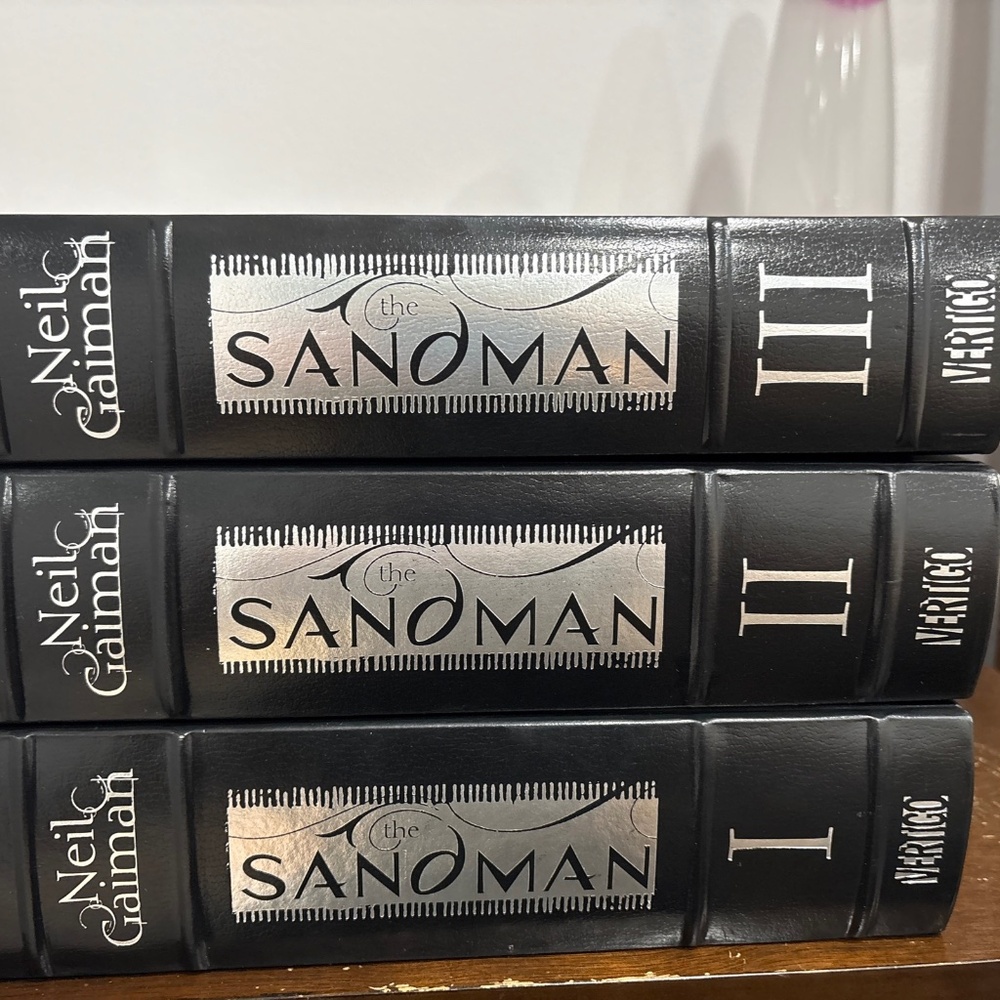 Neil
Gaiman
the
SANdMAN
III
VERTIGO
Neil
Gaiman
the
SANdMAN
II
VERTIGO
Neil
Gaiman
the
SANdMAN
I
VERTIGO